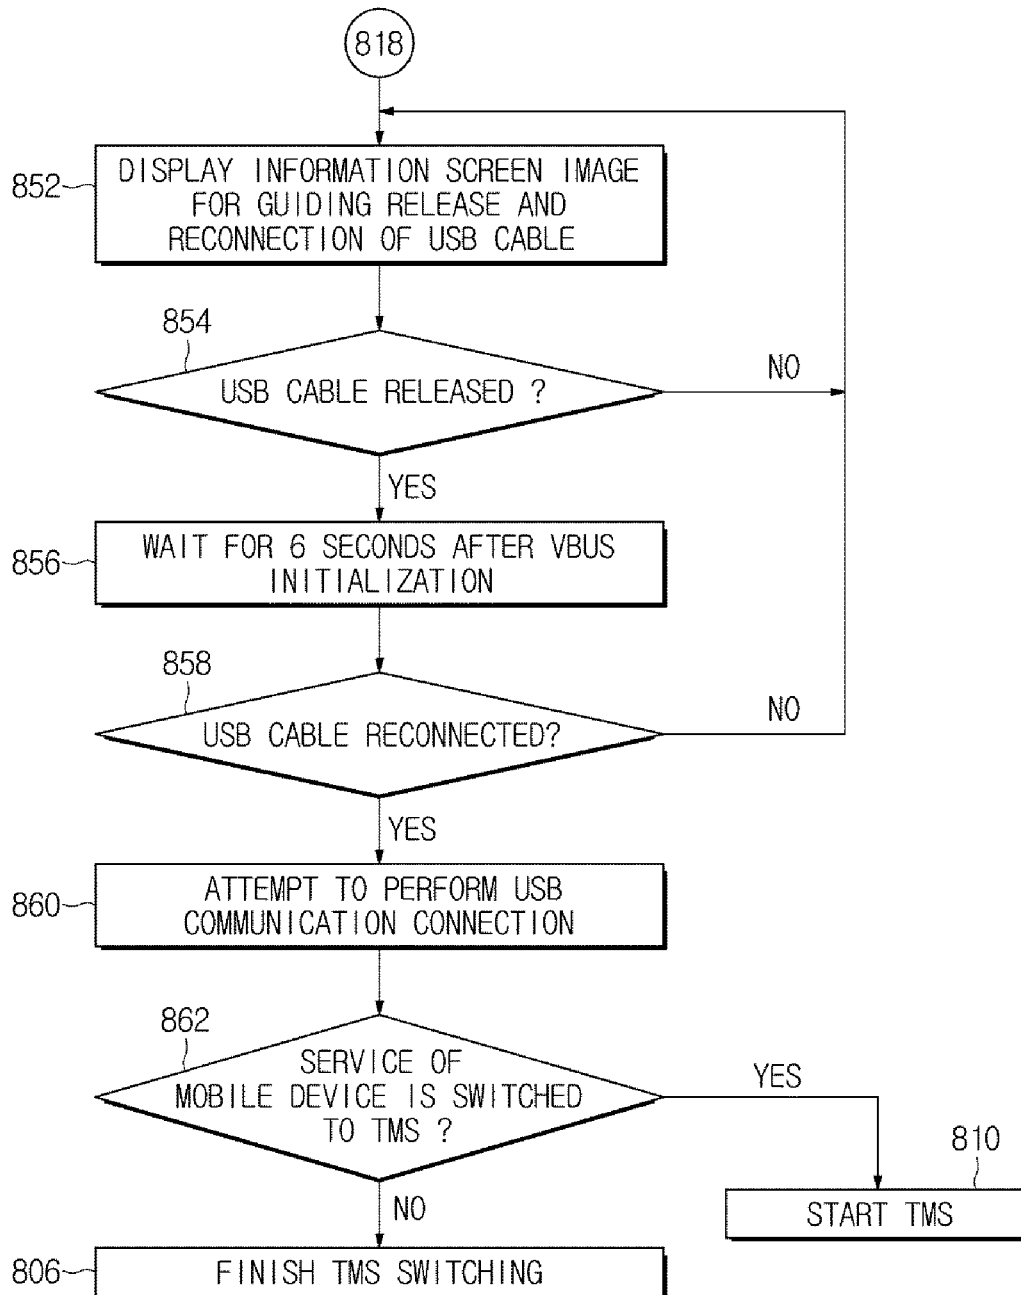 818
852
DISPLAY INFORMATION SCREEN IMAGE
FOR GUIDING RELEASE AND
RECONNECTION OF USB CABLE
854
USB CABLE RELEASED ?
NO
YES
856
WAIT FOR 6 SECONDS AFTER VBUS
INITIALIZATION
858
USB CABLE RECONNECTED?
NO
YES
860
ATTEMPT TO PERFORM USB
COMMUNICATION CONNECTION
862
SERVICE OF
MOBILE DEVICE IS SWITCHED
TO TMS ?
YES
810
START TMS
NO
806
FINISH TMS SWITCHING